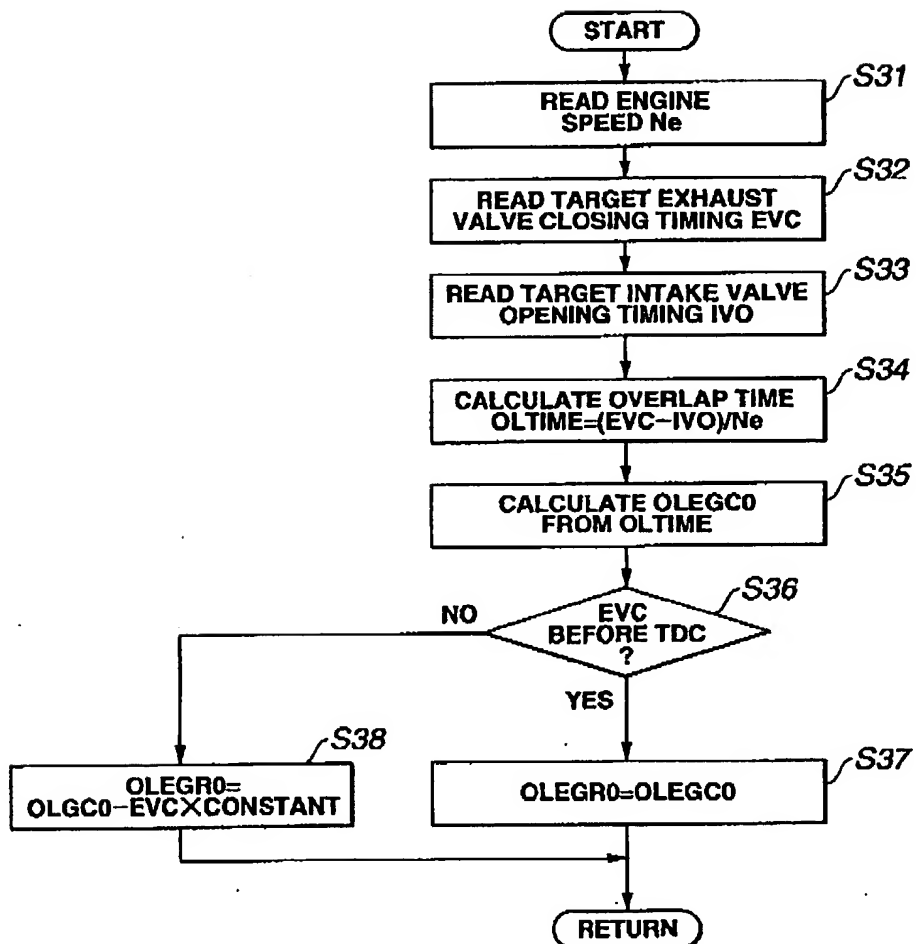 START
S31
READ ENGINE
SPEED Ne
S32
READ TARGET EXHAUST
VALVE CLOSING TIMING EVC
S33
READ TARGET INTAKE VALVE
OPENING TIMING IVO
S34
CALCULATE OVERLAP TIME
OLTIME=(EVC-IVO)/Ne
S35
CALCULATE OLEGC0
FROM OLTIME
S36
EVC
BEFORE TDC
?
NO
YES
S38
OLEGR0=
OLGC0-EVC×CONSTANT
S37
OLEGR0=OLEGC0
RETURN